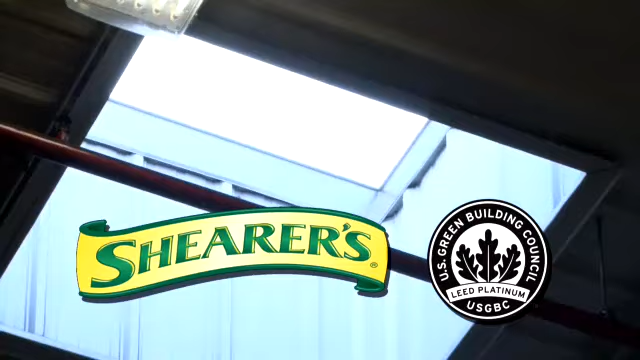 SHEARER'S®
U.S. GREEN BUILDING COUNCIL
LEED PLATINUM
USGBC